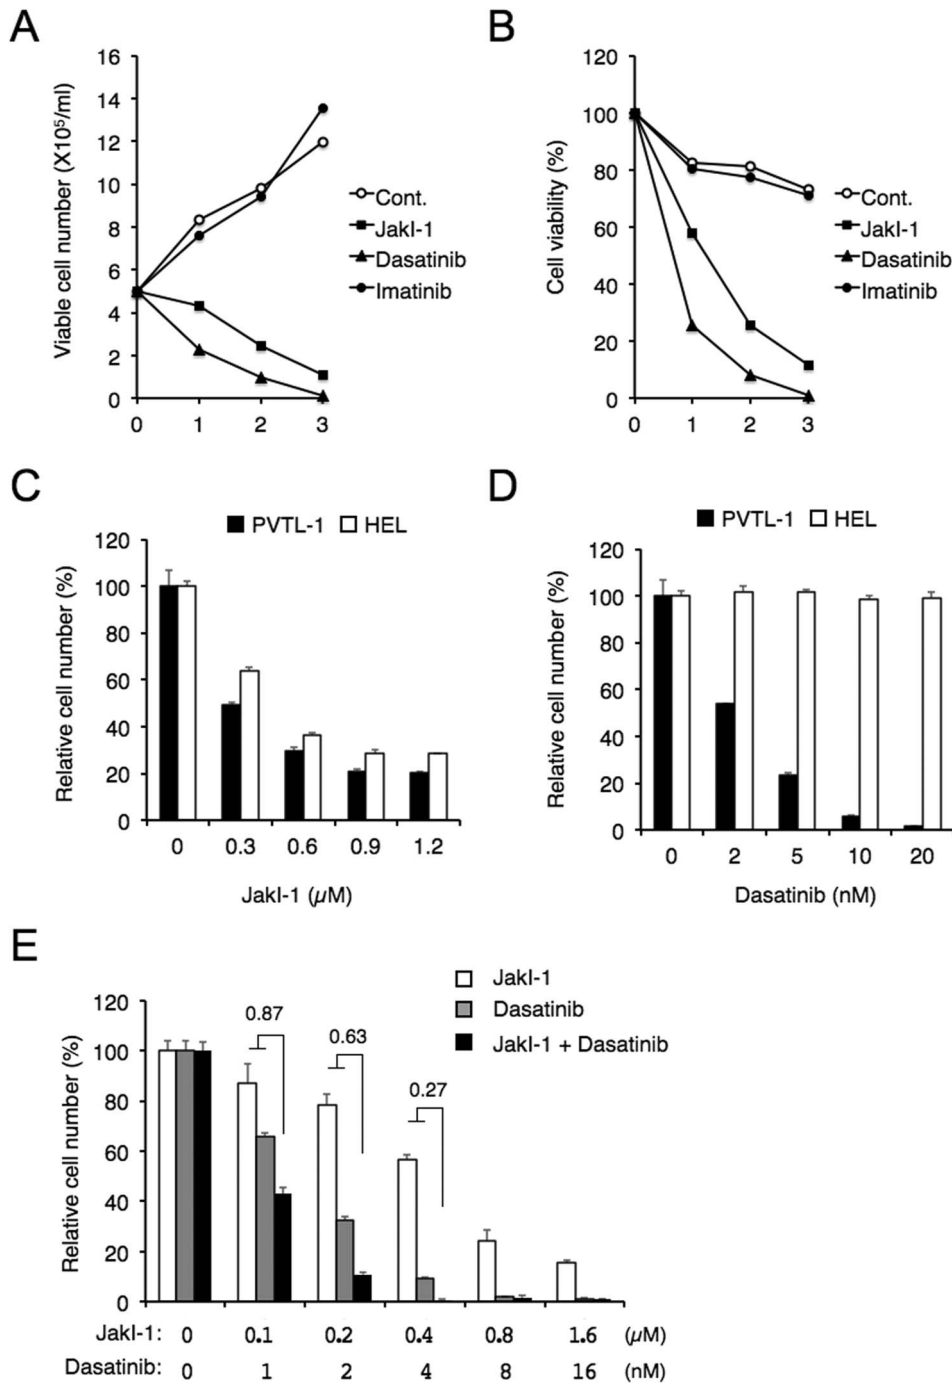 A
Viable cell number (X10⁵/ml)
16
14
12
10
8
6
4
2
0
0 1 2 3
Cont.
JakI-1
Dasatinib
Imatinib
B
Cell viability (%)
120
100
80
60
40
20
0
0 1 2 3
Cont.
JakI-1
Dasatinib
Imatinib
C
PVTL-1 HEL
Relative cell number (%)
120
100
80
60
40
20
0
0 0.3 0.6 0.9 1.2
JakI-1 (μM)
D
PVTL-1 HEL
Relative cell number (%)
120
100
80
60
40
20
0
0 2 5 10 20
Dasatinib (nM)
E
JakI-1
Dasatinib
JakI-1 + Dasatinib
Relative cell number (%)
120
100
80
60
40
20
0
0.87
0.63
0.27
JakI-1: 0 0.1 0.2 0.4 0.8 1.6 (μM)
Dasatinib: 0 1 2 4 8 16 (nM)